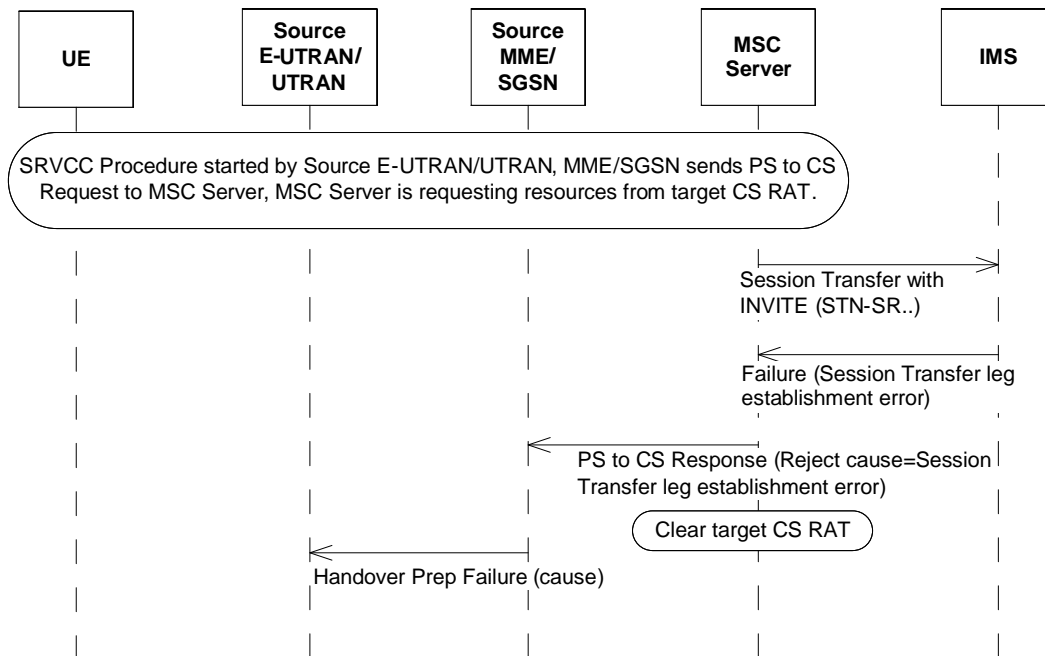 UE
Source
E-UTRAN/
UTRAN
Source
MME/
SGSN
MSC
Server
IMS
SRVCC Procedure started by Source E-UTRAN/UTRAN, MME/SGSN sends PS to CS
Request to MSC Server, MSC Server is requesting resources from target CS RAT.
Session Transfer with
INVITE (STN-SR..)
Failure (Session Transfer leg
establishment error)
PS to CS Response (Reject cause=Session
Transfer leg establishment error)
Clear target CS RAT
Handover Prep Failure (cause)